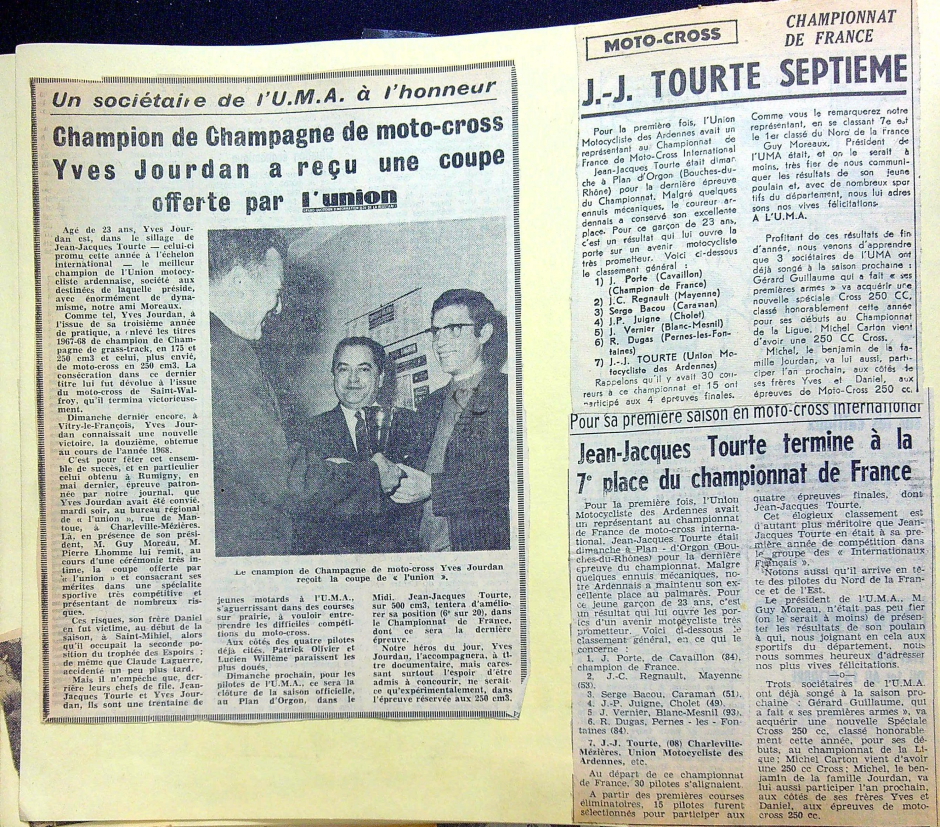 Un sociétaire de l'U.M.A. à l'honneur
Champion de Champagne de moto-cross
Yves Jourdan a reçu une coupe
offerte par l'union
Agé de 23 ans, Yves Jour-
dan est, dans le sillage de
Jean-Jacques Tourte — celui-ci
promu cette année à l'échelon
international — le meilleur
champion de l'Union motocy-
cliste ardennaise, société aux
destinées de laquelle préside,
avec énormément de dyna-
misme, notre ami Moreaux.
Comme tel, Yves Jourdan, à
l'issue de sa troisième année
de pratique, a enlevé les titres
1967-68 de champion de Cham-
pagne de grass-track, en 175 et
250 cm3 et celui, plus envié,
de moto-cross en 250 cm3. La
consécration dans ce dernier
titre lui fut dévolue à l'issue
du moto-cross de Saint-Wal-
froy, qu'il termina victorieuse-
ment.
Dimanche dernier encore, à
Vitry-le-François, Yves Jour-
dan connaissait une nouvelle
victoire, la douzième, obtenue
au cours de l'année 1968.
C'est pour fêter cet ensem-
ble de succès, et en particulier
celui obtenu à Rumigny, en
mai dernier, épreuve patron-
née par notre journal, que
Yves Jourdan avait été convié,
mardi soir, au bureau régional
de « l'union », rue de Man-
toue, à Charleville-Mézières.
Là, en présence de son prési-
dent, M. Guy Moreau, M.
Pierre Lhomme lui remit, au
cours d'une cérémonie très in-
time, la coupe offerte par
« l'union » et consacrant ses
mérites dans une spécialité
sportive très compétitive et
présentant de nombreux ris-
ques.
Ces risques, son frère Daniel
en fut victime, au début de la
saison, à Saint-Mihiel, alors
qu'il occupait la seconde po-
sition du trophée des Espoirs ;
de même que Claude Laguerre,
accidenté un peu plus tard.
Mais il n'empêche que, der-
rière leurs chefs de file, Jean-
Jacques Tourte et Yves Jour-
dan, ils sont une trentaine de
Le champion de Champagne de moto-cross Yves Jourdan
reçoit la coupe de « l'union ».
jeunes motards à l'U.M.A.,
s'aguerrissant dans des courses
sur prairie, à vouloir entre-
prendre les difficiles compéti-
tions du moto-cross.
Aux côtés des quatre pilotes
déjà cités, Patrick Olivier et
Lucien Willème paraissent les
plus doués.
Dimanche prochain, pour les
pilotes de l'U.M.A., ce sera la
clôture de la saison officielle,
au Plan d'Orgon, dans le
Midi. Jean-Jacques Tourte,
sur 500 cm3, tentera d'amélio-
rer sa position (6e sur 20), dans
le Championnat de France,
dont ce sera la dernière
épreuve.
Notre héros du jour, Yves
Jourdan, l'accompagnera, à ti-
tre documentaire, mais cares-
sant surtout l'espoir d'être
admis à concourir, ne serait
ce qu'expérimentalement, dans
l'épreuve réservée aux 250 cm3.
MOTO-CROSS
CHAMPIONNAT
DE FRANCE
J.-J. TOURTE SEPTIEME
Pour la première fois, l'Union
Motocycliste des Ardennes avait un
représentant au Championnat de
France de Moto-Cross International
Jean-Jacques Tourte était diman-
che à Plan d'Orgon (Bouches-du-
Rhône) pour la dernière épreuve
du Championnat. Malgré quelques
ennuis mécaniques, le coureur ar-
dennais a conservé son excellente
place. Pour ce garçon de 23 ans,
c'est un résultat qui lui ouvre la
porte d'un avenir motocycliste
très prometteur. Voici ci-dessous
le classement général :
1) J. Porte (Cavaillon)
(Champion de France)
2) J.C. Regnault (Mayenne)
3) Serge Bacou (Caraman)
4) J.P. Juigne (Cholet)
5) J. Vernier (Blanc-Mesnil)
6) R. Dugas (Pernes-les-Fon-
taines)
7) J.-J. TOURTE (Union Mo-
tocycliste des Ardennes
Rappelons qu'il y avait 30 cou-
reurs à ce championnat et 15 ont
participé aux 4 épreuves finales.
Comme vous le remarquerez notre
représentant, en se classant 7e est
le 1er classé du Nord de la France
Guy Moreaux, Président de
l'UMA était, et on le serait à
moins, très fier de nous communi-
quer les résultats de son jeune
poulain et, avec de nombreux spor
tifs du département, nous lui adres
sons nos vives félicitations.
A L'U.M.A.
Profitant de ces résultats de fin
d'année, nous venons d'apprendre
que 3 sociétaires de l'UMA ont
déjà songé à la saison prochaine :
Gérard Guillaume qui a fait « ses
premières armes » va acquérir une
nouvelle spéciale Cross 250 CC,
classé honorablement cette année
pour ses débuts au Championnat
de la Ligue. Michel Carton vient
d'avoir une 250 CC Cross.
Michel, le benjamin de la fa-
mille Jourdan, va lui aussi, parti-
ciper l'an prochain, aux côtés de
ses frères Yves et Daniel, aux
épreuves de Moto-Cross 250 cc.
Pour sa première saison en moto-cross international
Jean-Jacques Tourte termine à la
7e place du championnat de France
Pour la première fois, l'Union
Motocycliste des Ardennes avait
un représentant au championnat
de France de moto-cross interna-
tional, Jean-Jacques Tourte était
dimanche à Plan - d'Orgon (Bou-
ches-du-Rhône) pour la dernière
épreuve du championnat. Malgré
quelques ennuis mécaniques, no-
tre Ardennais a maintenu son ex-
cellente place au palmarès. Pour
ce jeune garçon de 23 ans, c'est
un résultat qui lui ouvre les por-
tes d'un avenir motocycliste très
prometteur. Voici ci-dessous le
classement général, en ce qui le
concerne :
1. J. Porte, de Cavaillon (84),
champion de France.
2. J.-C. Regnault, Mayenne
(53).
3. Serge Bacou, Caraman (51).
4. J.-P. Juigne, Cholet (49).
5 J. Vernier, Blanc-Mesnil (93).
6. R. Dugas, Pernes - les - Fon-
taines (84).
7. J.-J. Tourte, (08) Charleville-
Mézières, Union Motocycliste des
Ardennes, etc.
Au départ de ce championnat
de France, 30 pilotes s'alignaient
A partir des premières courses
éliminatoires, 15 pilotes furent
sélectionnés pour participer aux
quatre épreuves finales, dont
Jean-Jacques Tourte.
Cet élogieux classement est
d'autant plus méritoire que Jean-
Jacques Tourte en était à sa pre-
mière année de compétition dans
le groupe des « Internationaux
Français ».
Notons aussi qu'il arrive en tê-
te des pilotes du Nord de la Fran-
ce et de l'Est.
Le président de l'U.M.A., M.
Guy Moreau, n'était pas peu fier
(on le serait à moins) de présen-
ter les résultats de son poulain
à qui, nous joignant en cela aux
sportifs du département, nous
nous sommes heureux d'adresser
nos plus vives félicitations.
—o—
Trois sociétaires de l'U.M.A.
ont déjà songé à la saison pro-
chaine : Gérard Guillaume, qui
a fait « ses premières armes », va
acquérir une nouvelle Spéciale
Cross 250 cc, classé honorablement
cette année, pour ses dé-
buts, au championnat de la Li-
gue ; Michel Carton vient d'avoir
une 250 cc Cross ; Michel, le benja-
min de la famille Jourdan, va
lui aussi participer l'an prochain,
aux côtés de ses frères Yves et
Daniel, aux épreuves de moto-
cross 250 cc.